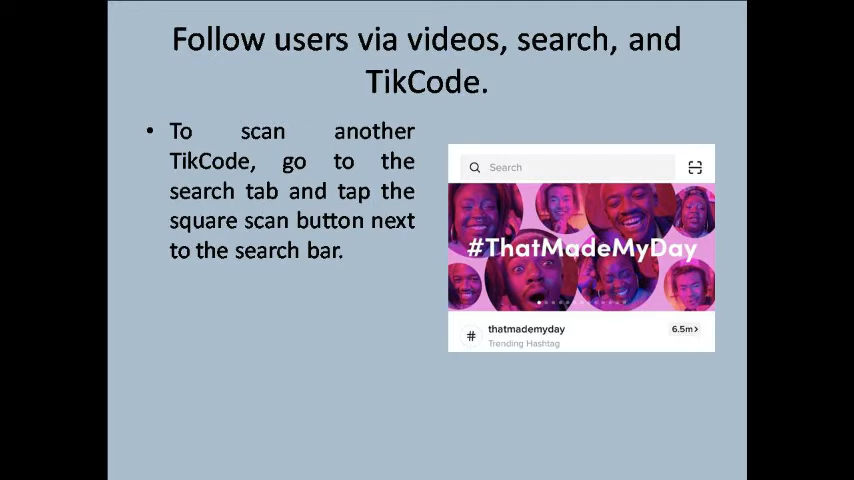 Follow users via videos, search, and
TikCode.
• To scan another
TikCode, go to the
search tab and tap the
square scan button next
to the search bar.
Search
#ThatMadeMyDay
# thatmademyday 6.5m>
Trending Hashtag